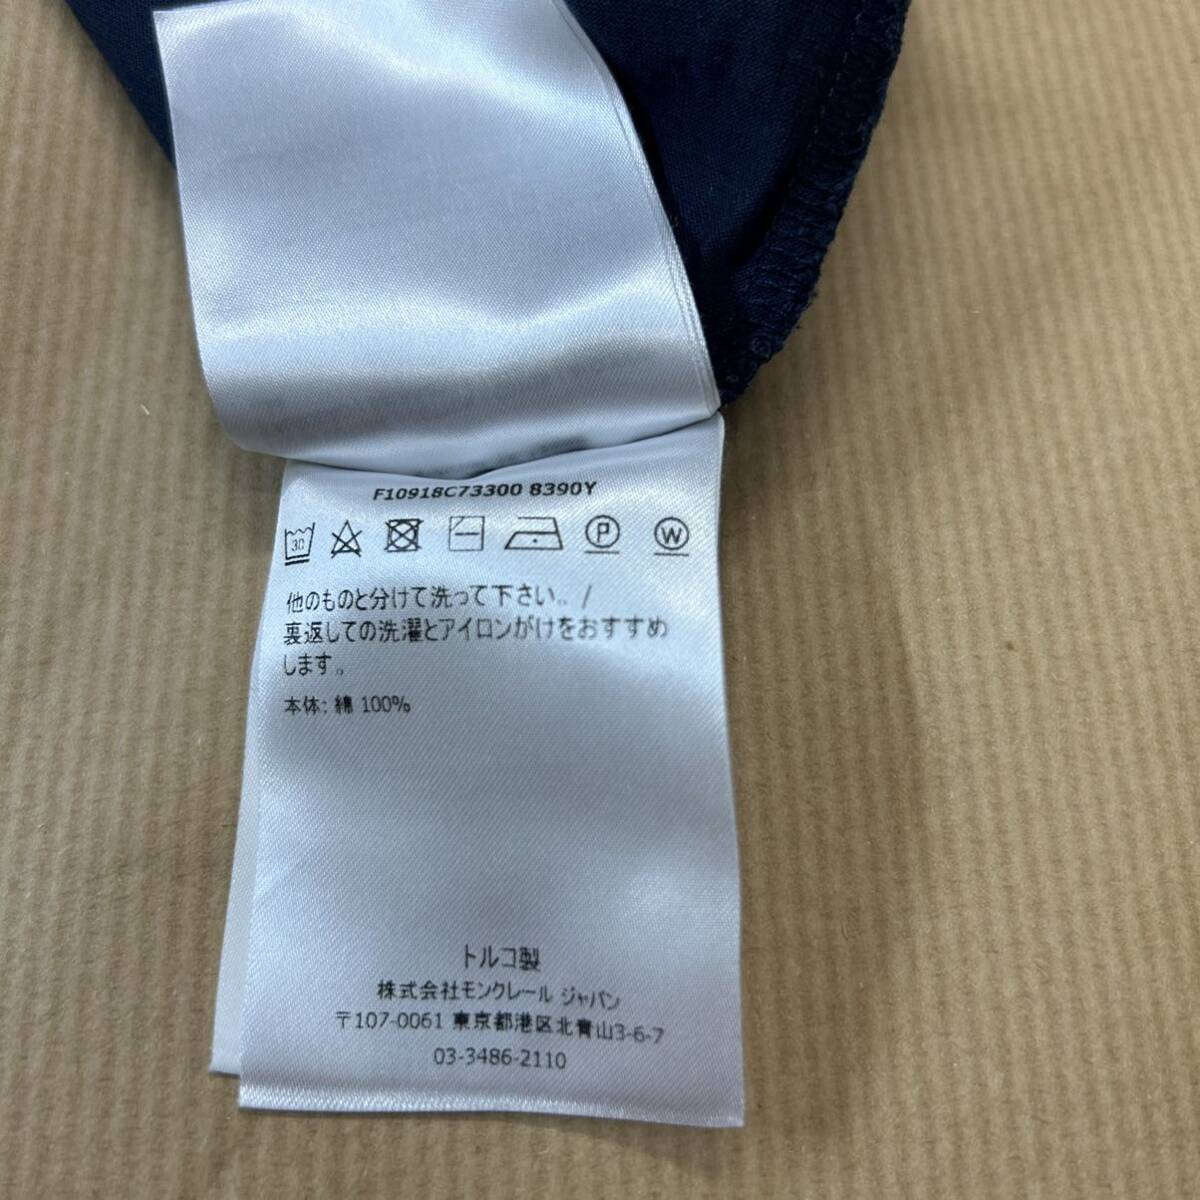 F10918C73300 8390Y
30 P W
他のものと分けて洗って下さい。/
裏返しての洗濯とアイロンがけをおすすめ
します。
本体: 綿 100%
トルコ製
株式会社モンクレール ジャパン
〒107-0061 東京都港区北青山3-6-7
03-3486-2110